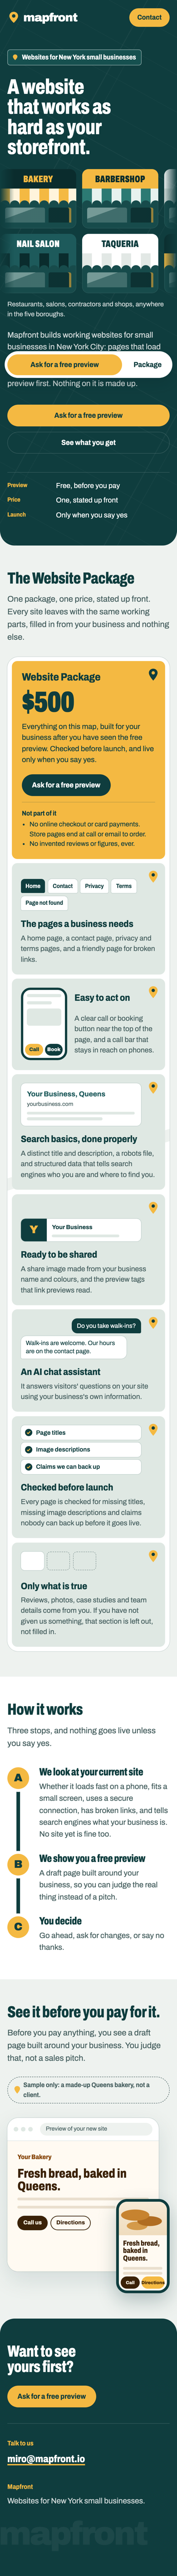 mapfront
Contact
Websites for New York small businesses
A website
that works as
hard as your
storefront.
BAKERY
BARBERSHOP
NAIL SALON
TAQUERIA
Restaurants, salons, contractors and shops, anywhere
in the five boroughs.
Mapfront builds working websites for small
businesses in New York City: pages that load
Ask for a free preview
Package
preview first. Nothing on it is made up.
Ask for a free preview
See what you get
Preview
Free, before you pay
Price
One, stated up front
Launch
Only when you say yes
The Website Package
One package, one price, stated up front.
Every site leaves with the same working
parts, filled in from your business and nothing
else.
Website Package
$500
Everything on this map, built for your
business after you have seen the free
preview. Checked before launch, and live
only when you say yes.
Ask for a free preview
Not part of it
• No online checkout or card payments.
Store pages end at call or email to order.
• No invented reviews or figures, ever.
Home
Contact
Privacy
Terms
Page not found
The pages a business needs
A home page, a contact page, privacy and
terms pages, and a friendly page for broken
links.
Call
Book
Easy to act on
A clear call or booking
button near the top of the
page, and a call bar that
stays in reach on phones.
Your Business, Queens
yourbusiness.com
Search basics, done properly
A distinct title and description, a robots file,
and structured data that tells search
engines who you are and where to find you.
Y
Your Business
Ready to be shared
A share image made from your business
name and colours, and the preview tags
that link previews read.
Do you take walk-ins?
Walk-ins are welcome. Our hours
are on the contact page.
An AI chat assistant
It answers visitors' questions on your site
using your business's own information.
Page titles
Image descriptions
Claims we can back up
Checked before launch
Every page is checked for missing titles,
missing image descriptions and claims
nobody can back up before it goes live.
Only what is true
Reviews, photos, case studies and team
details come from you. If you have not
given us something, that section is left out,
not filled in.
How it works
Three stops, and nothing goes live unless
you say yes.
A
We look at your current site
Whether it loads fast on a phone, fits a
small screen, uses a secure
connection, has broken links, and tells
search engines what your business is.
No site yet is fine too.
B
We show you a free preview
A draft page built around your
business, so you can judge the real
thing instead of a pitch.
C
You decide
Go ahead, ask for changes, or say no
thanks.
See it before you pay for it.
Before you pay anything, you see a draft
page built around your business. You judge
that, not a sales pitch.
Sample only: a made-up Queens bakery, not a
client.
Preview of your new site
Your Bakery
Fresh bread, baked in
Queens.
Call us
Directions
Fresh bread,
baked in
Queens.
Call
Directions
Want to see
yours first?
Ask for a free preview
Talk to us
miro@mapfront.io
Mapfront
Websites for New York small businesses.
mapfront